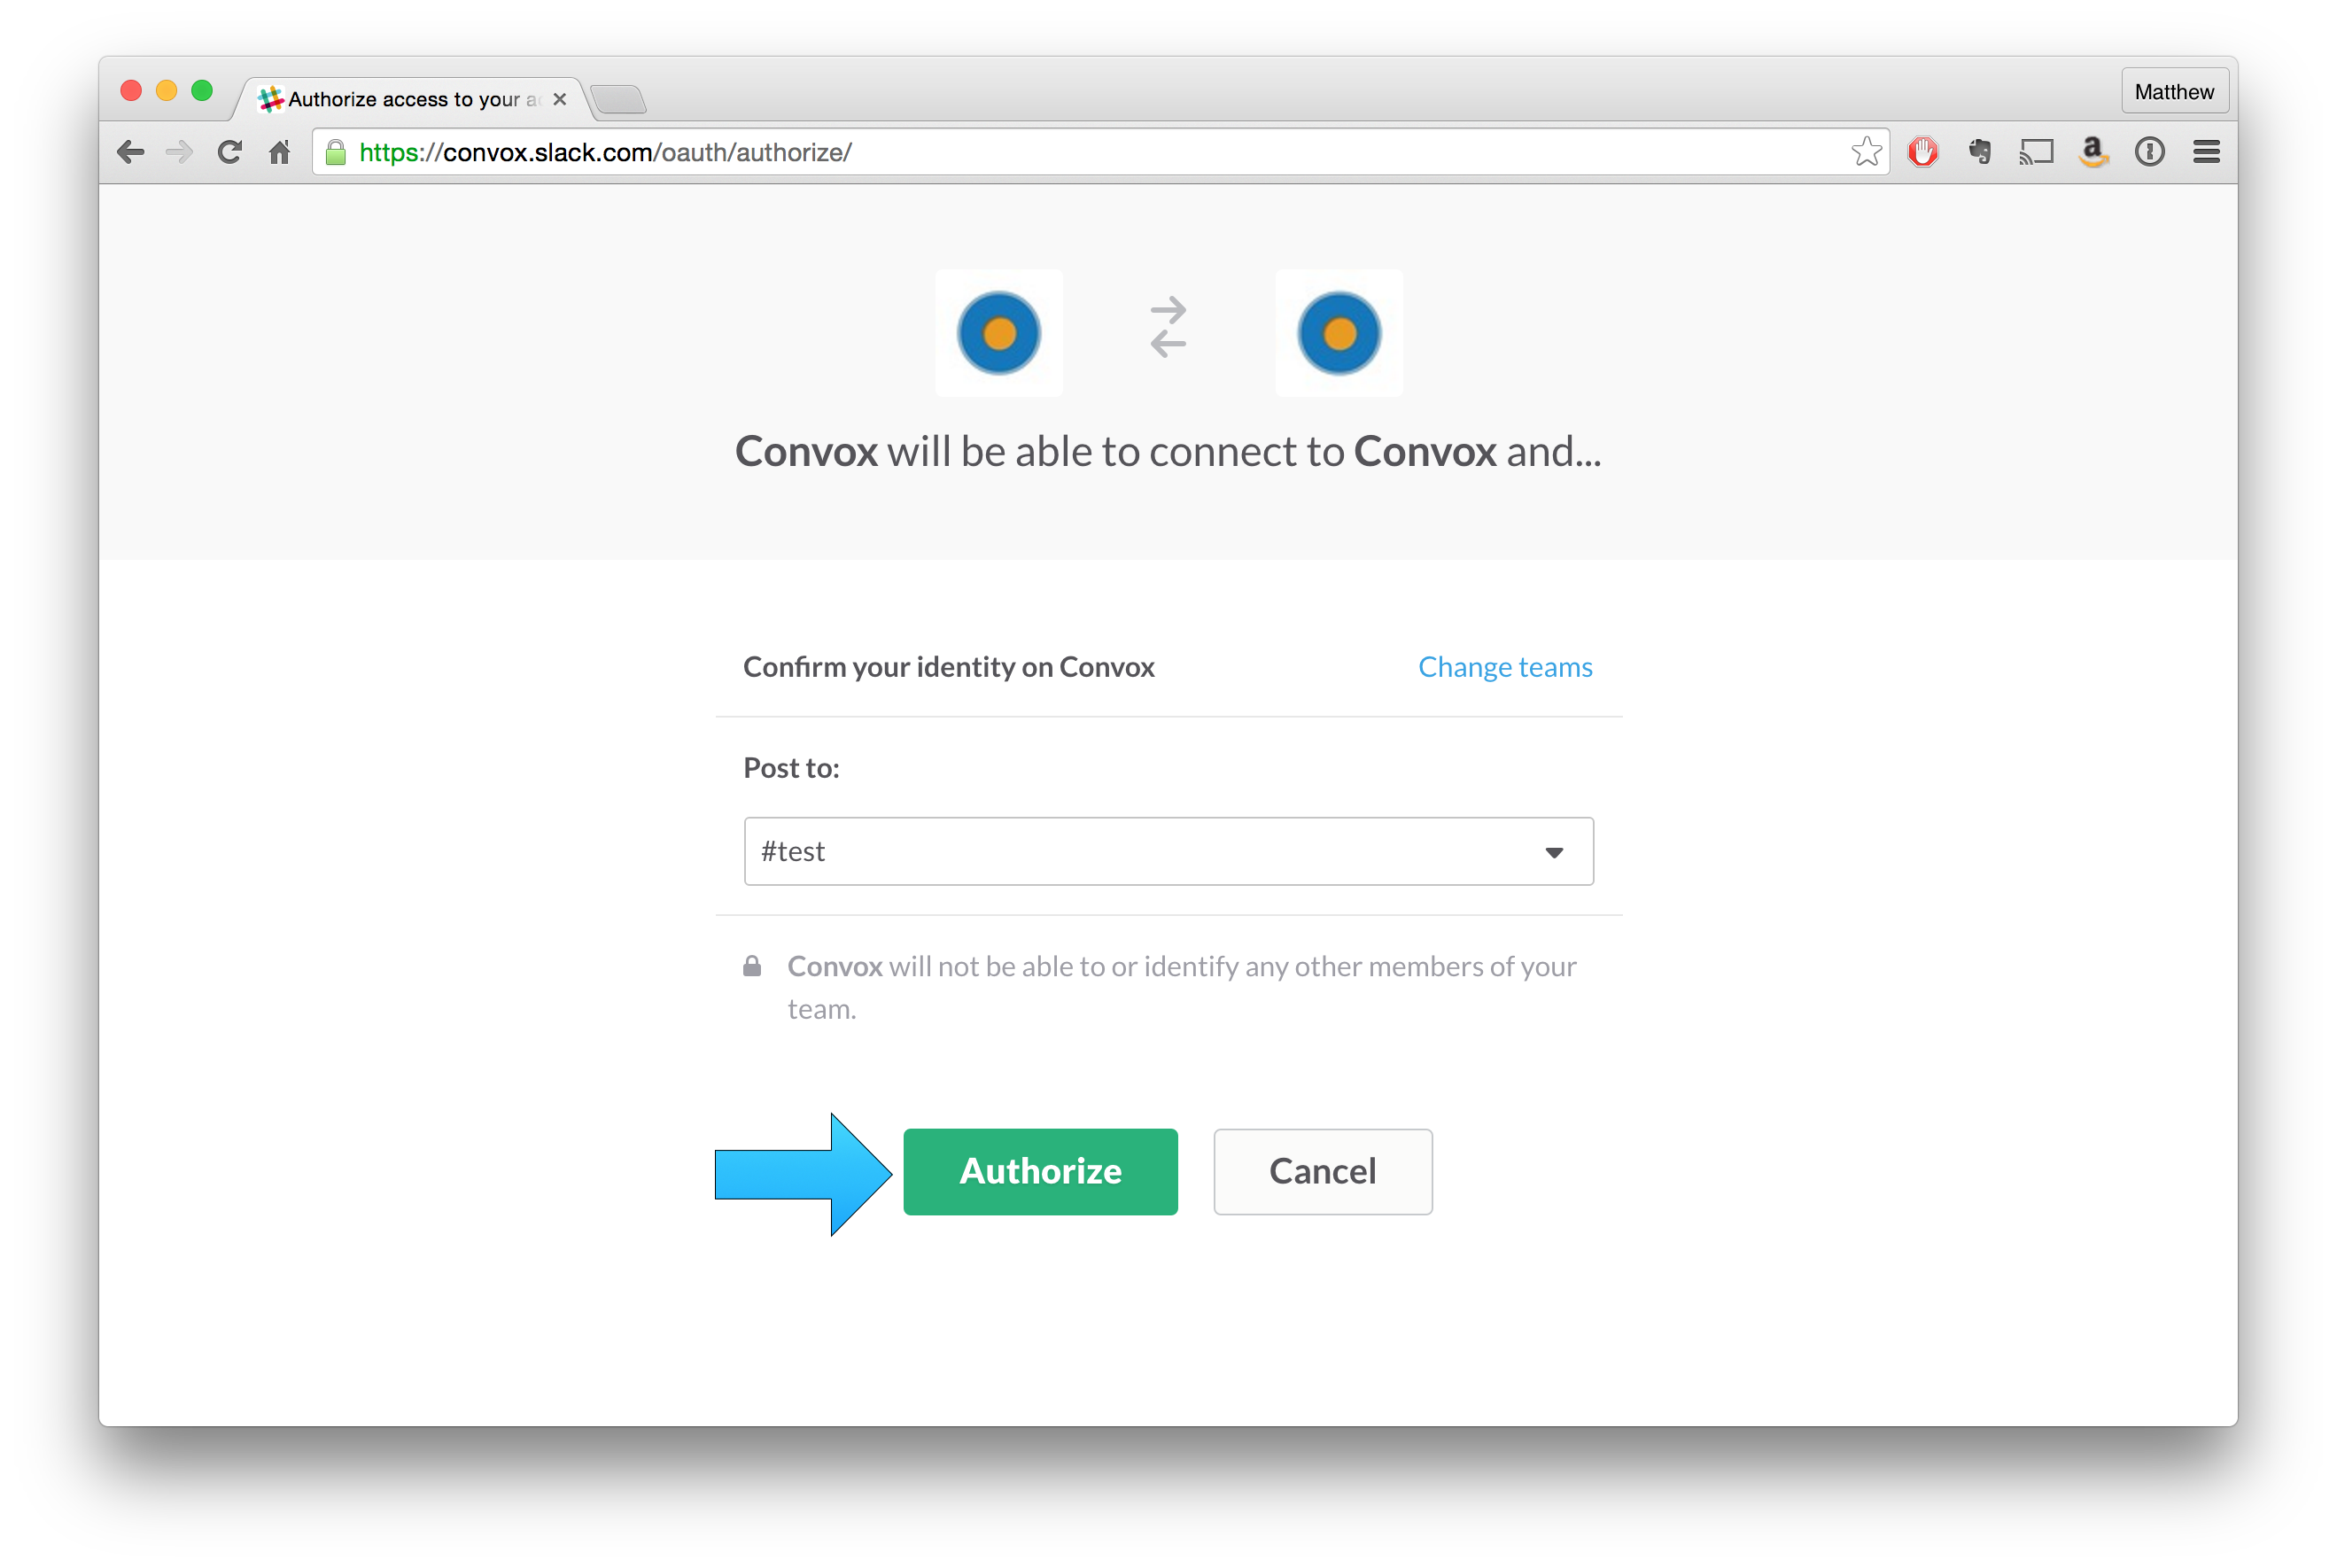 Authorize access to your a
Matthew
https://convox.slack.com/oauth/authorize/
Convox will be able to connect to Convox and...
Confirm your identity on Convox
Change teams
Post to:
#test
Convox will not be able to or identify any other members of your
team.
Authorize
Cancel